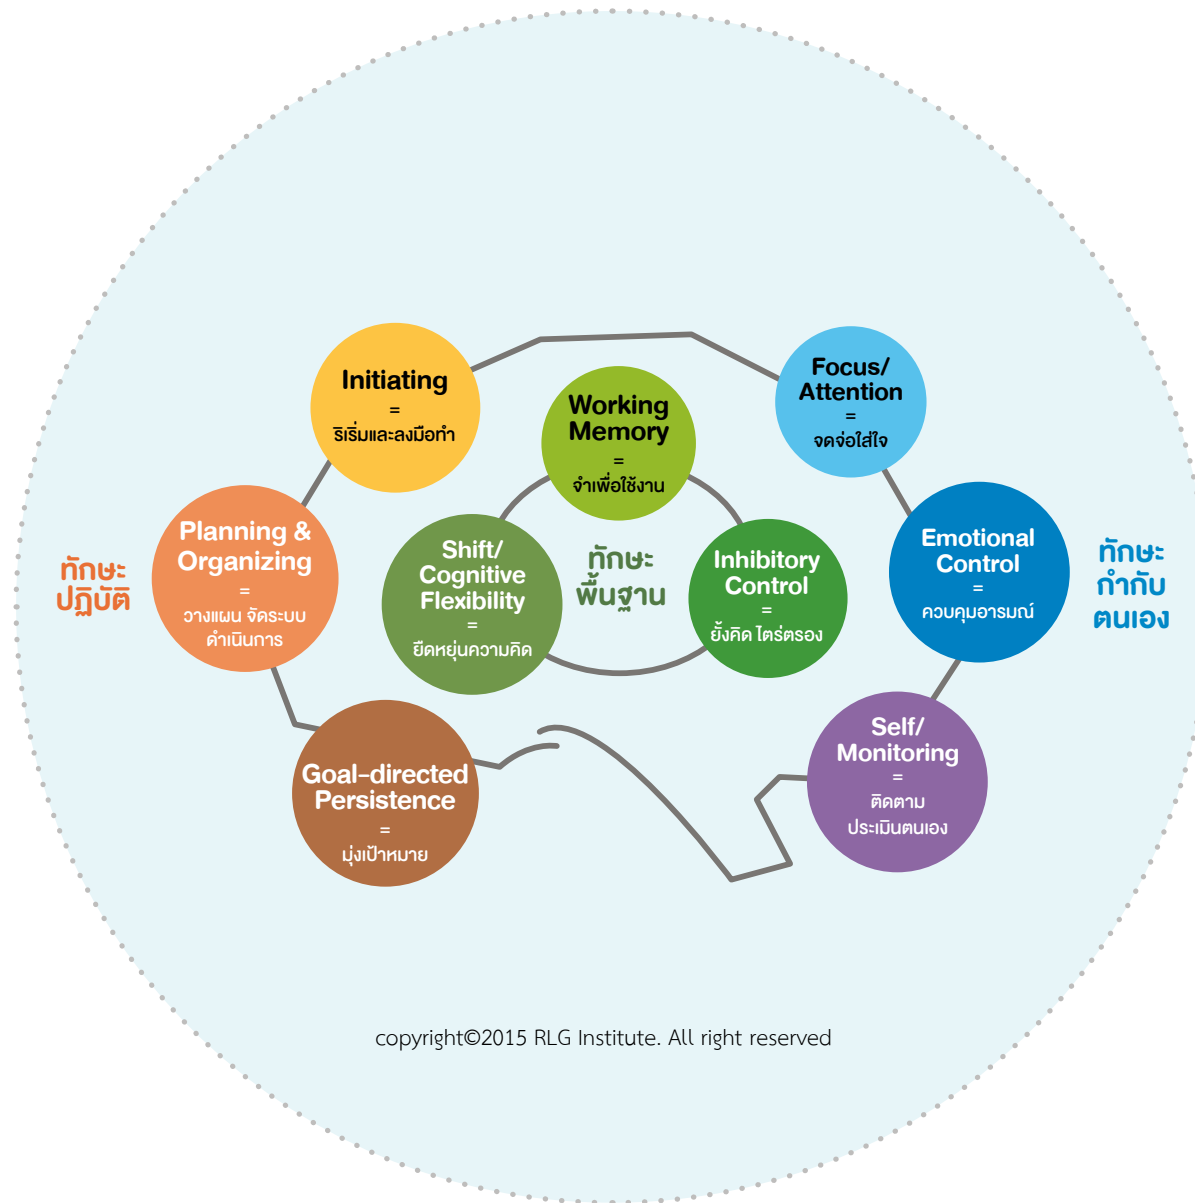 Initiating
=
ริเริ่มและลงมือทำ
Focus/
Attention
=
จดจ่อใส่ใจ
Working
Memory
=
จำเพื่อใช้งาน
ทักษะ
ปฏิบัติ
Planning &
Organizing
=
วางแผน จัดระบบ
ดำเนินการ
Shift/
Cognitive
Flexibility
=
ยืดหยุ่นความคิด
ทักษะ
พื้นฐาน
Inhibitory
Control
=
ยั้งคิด ไตร่ตรอง
Emotional
Control
=
ควบคุมอารมณ์
ทักษะ
กำกับ
ตนเอง
Goal-directed
Persistence
=
มุ่งเป้าหมาย
Self/
Monitoring
=
ติดตาม
ประเมินตนเอง
copyright©2015 RLG Institute. All right reserved